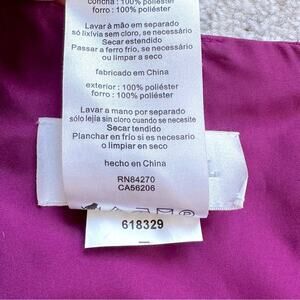 concha : 100% poliéster
forro : 100% poliéster
Lavar à mão em separado
só lixívia sem cloro, se necessário
Secar estendido
Passar a ferro frio, se necessário
ou limpar a seco
fabricado em China
exterior : 100% poliéster
forro : 100% poliéster
Lavar a mano por separado
sólo lejía sin cloro cuando se necesite
Secar tendido
Planchar en frío si es necesario
o limpiar en seco
hecho en China
RN84270
CA56206
618329